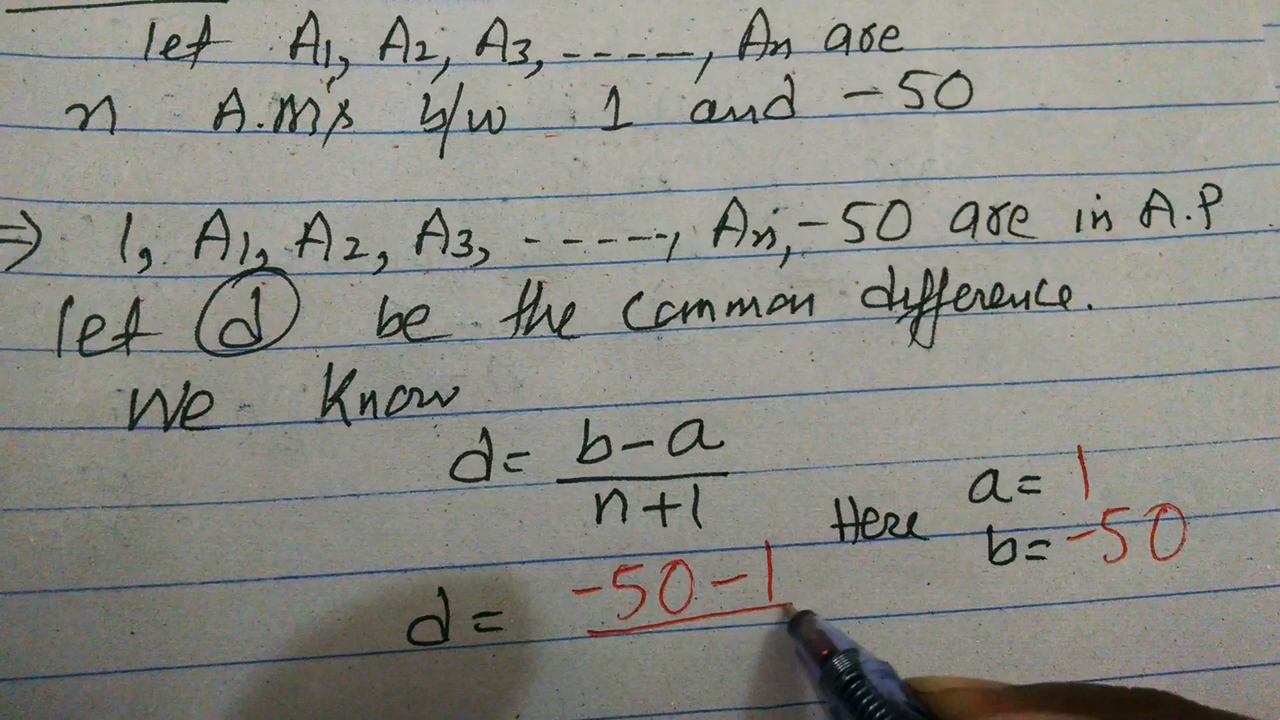 let A1, A2, A3, -----, An are
n A.M's b/w 1 and -50
⇒ 1, A1, A2, A3, -----, An, -50 are in A.P
let d be the common difference.
We know
d = b-a / n+1
Here a = 1
b = -50
d = -50-1